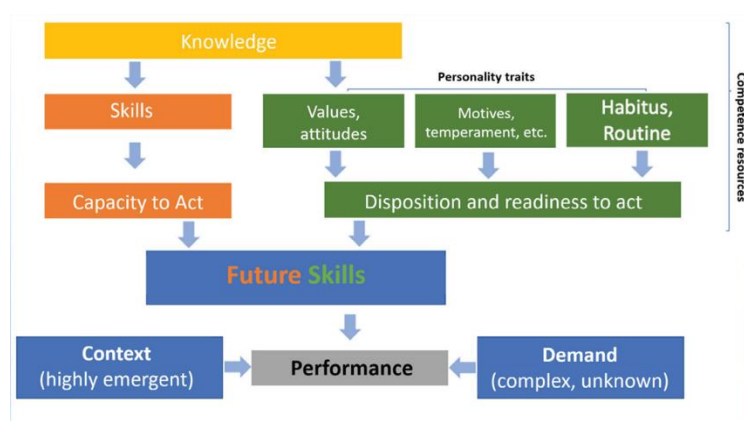 Knowledge
Personality traits
Skills
Values,
attitudes
Motives,
temperament, etc.
Habitus,
Routine
Competence resources
Capacity to Act
Disposition and readiness to act
Future Skills
Context
(highly emergent)
Performance
Demand
(complex, unknown)